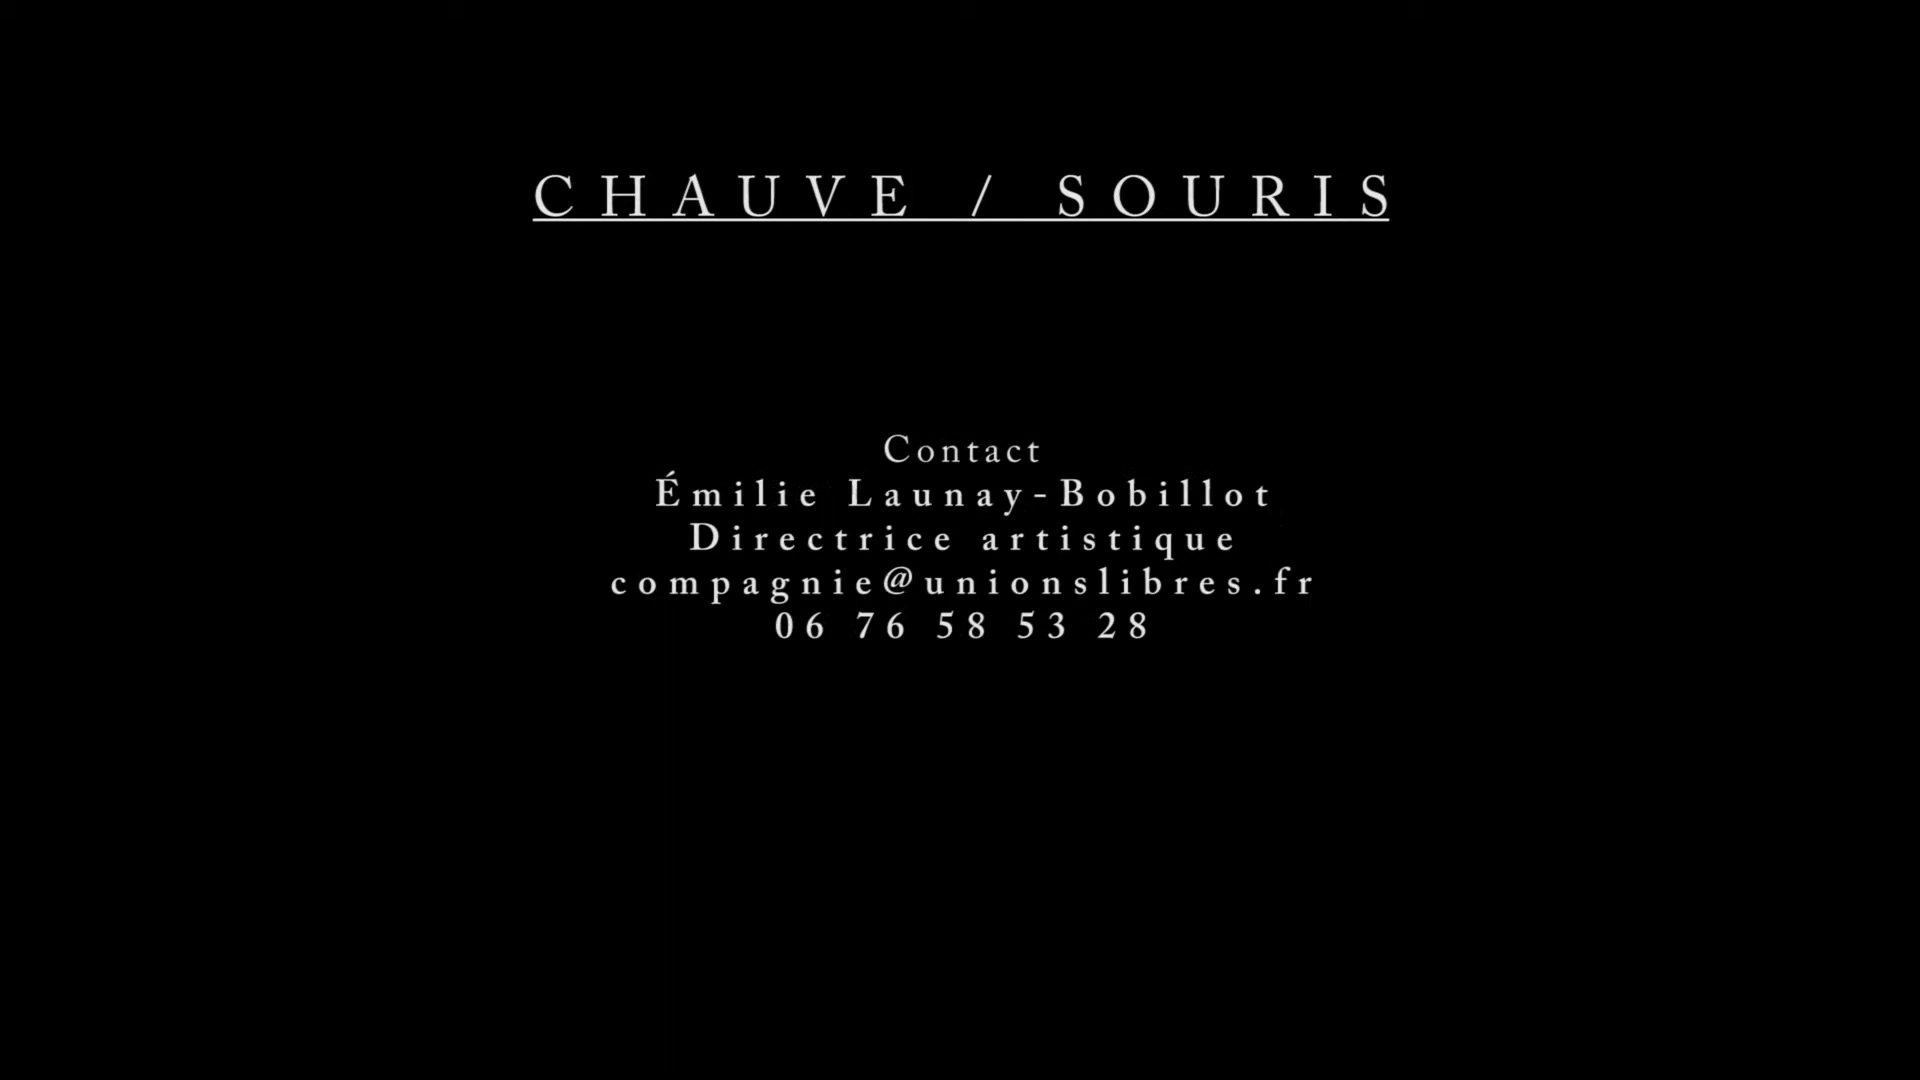 CHAUVE / SOURIS
Contact
Émilie Launay-Bobillot
Directrice artistique
compagnie@unionslibres.fr
06 76 58 53 28